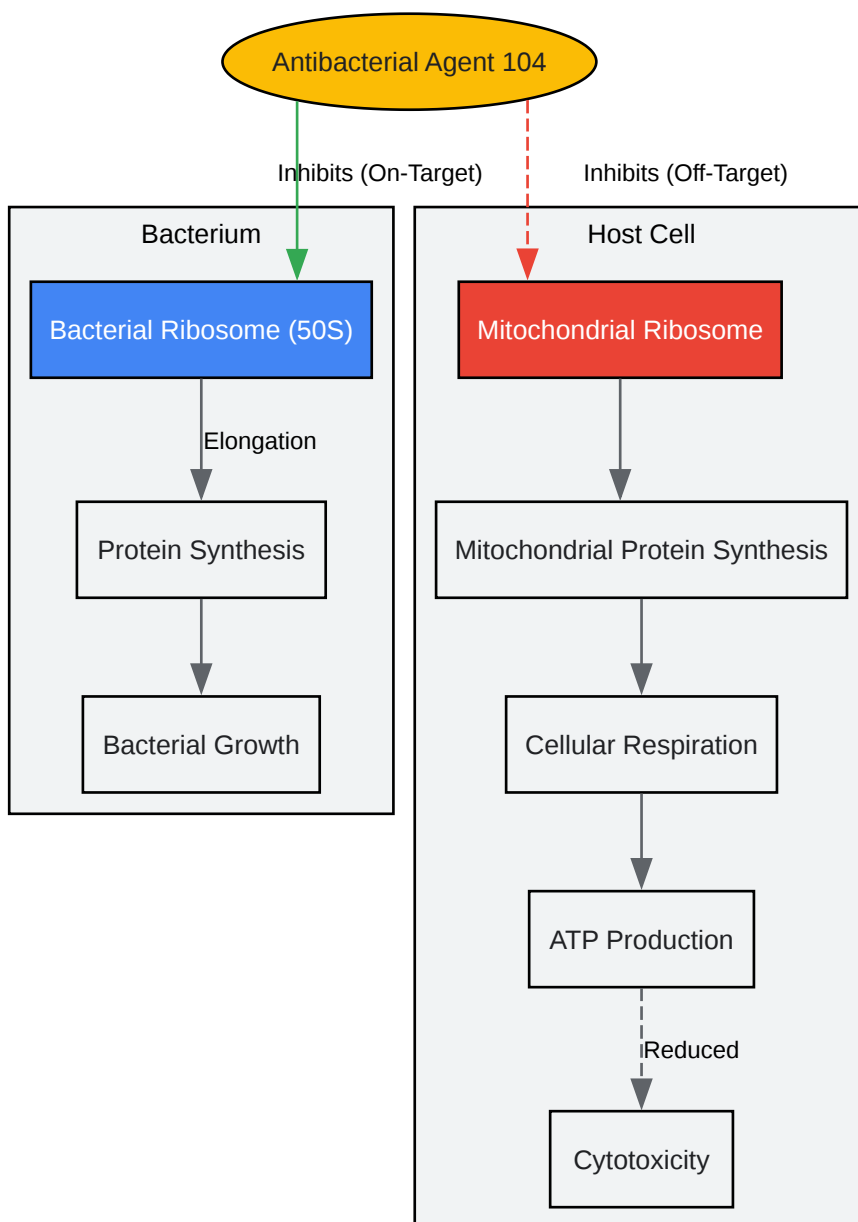 Antibacterial Agent 104
Inhibits (On-Target)
Inhibits (Off-Target)
Bacterium
Bacterial Ribosome (50S)
Elongation
Protein Synthesis
Bacterial Growth
Host Cell
Mitochondrial Ribosome
Mitochondrial Protein Synthesis
Cellular Respiration
ATP Production
Reduced
Cytotoxicity